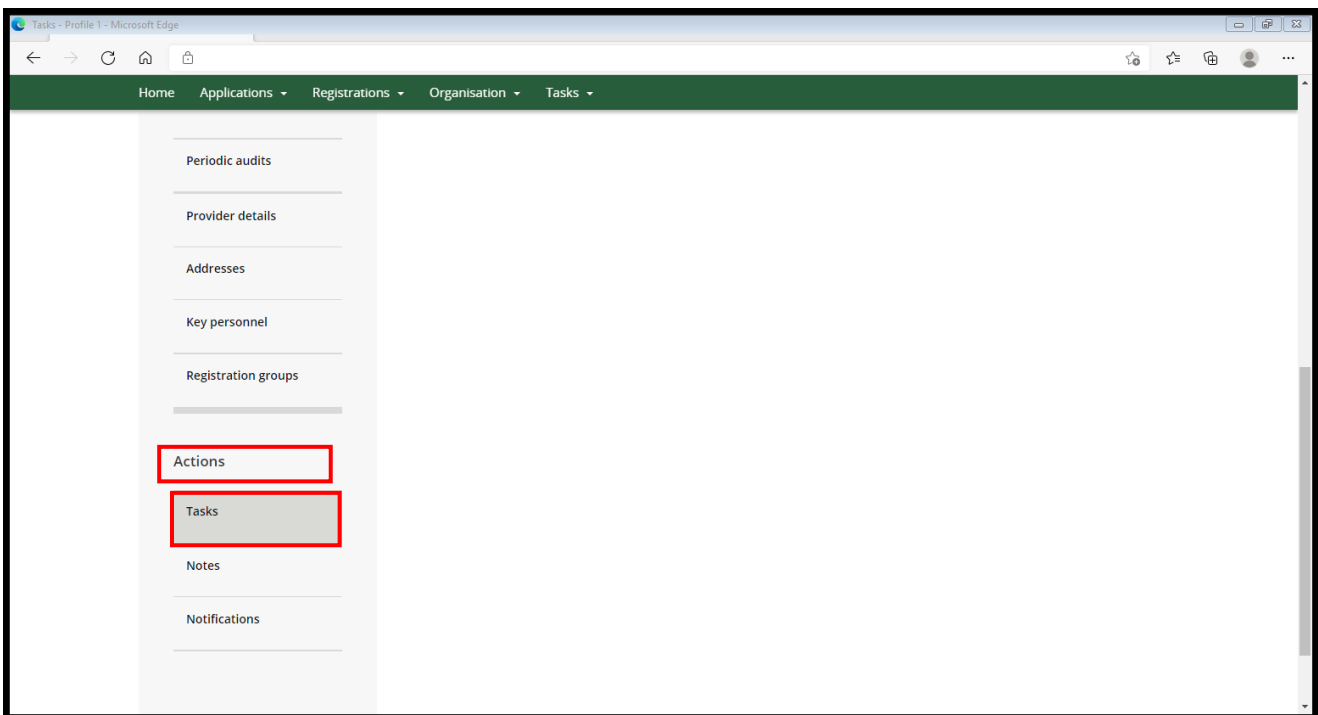 Tasks - Profile 1 - Microsoft Edge
Home Applications Registrations Organisation Tasks
Periodic audits
Provider details
Addresses
Key personnel
Registration groups
Actions
Tasks
Notes
Notifications